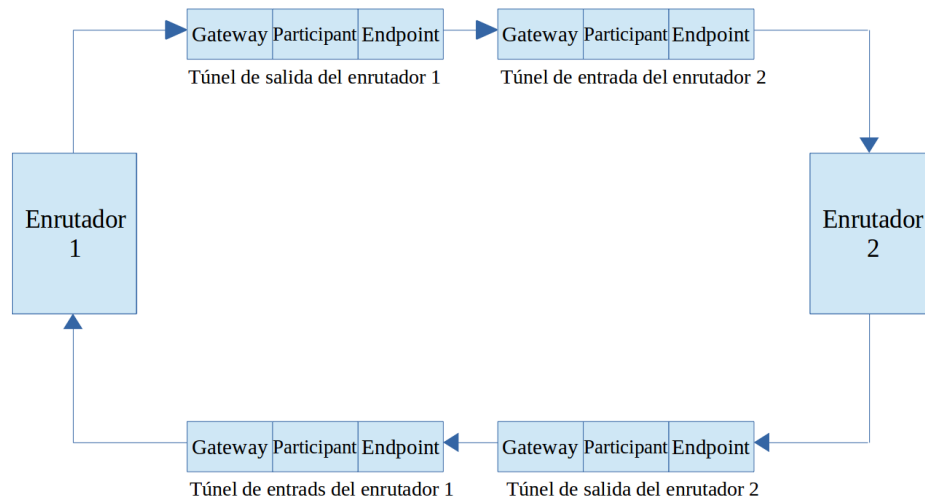 Gateway Participant Endpoint Gateway Participant Endpoint
Túnel de salida del enrutador 1 Túnel de entrada del enrutador 2
Enrutador
1
Enrutador
2
Gateway Participant Endpoint Gateway Participant Endpoint
Túnel de entrads del enrutador 1 Túnel de salida del enrutador 2